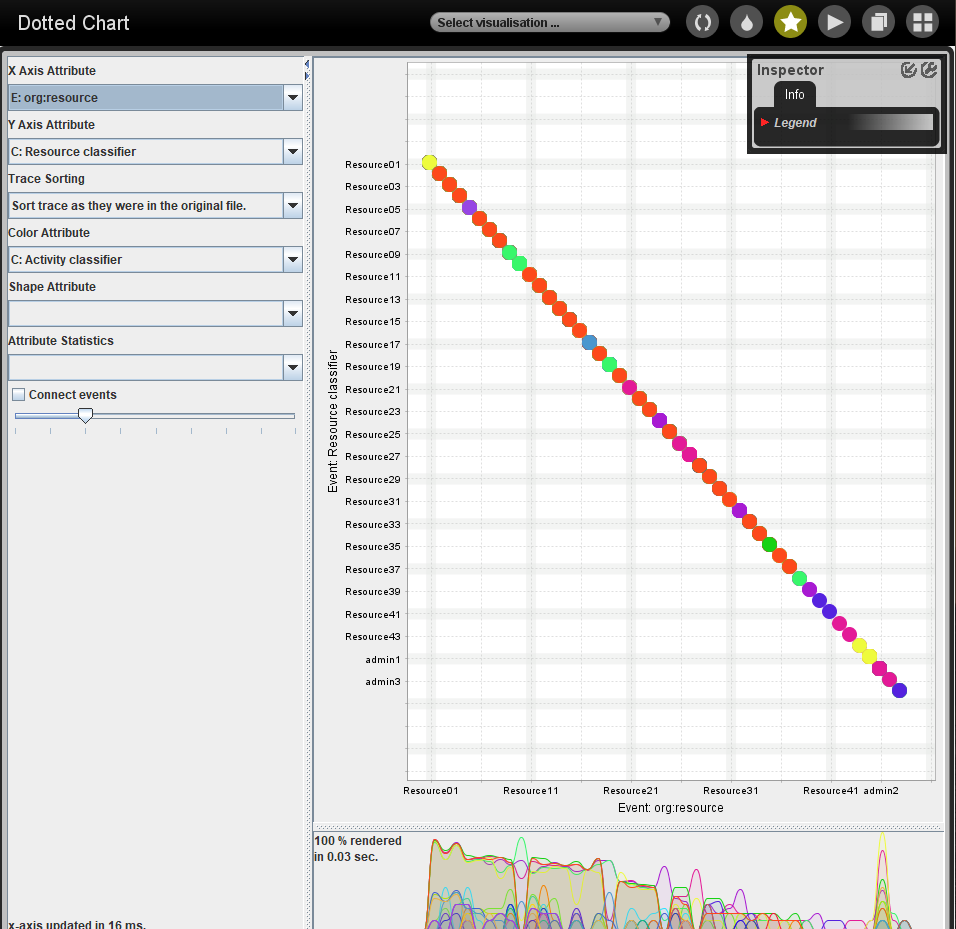 Dotted Chart
Select visualisation ...
X Axis Attribute
E: org:resource
Y Axis Attribute
C: Resource classifier
Trace Sorting
Sort trace as they were in the original file.
Color Attribute
C: Activity classifier
Shape Attribute
Attribute Statistics
Connect events
x-axis updated in 16 ms.
Inspector
Info
Legend
Event: Resource classifier
Resource01
Resource03
Resource05
Resource07
Resource09
Resource11
Resource13
Resource15
Resource17
Resource19
Resource21
Resource23
Resource25
Resource27
Resource29
Resource31
Resource33
Resource35
Resource37
Resource39
Resource41
Resource43
admin1
admin3
Resource01 Resource11 Resource21 Resource31 Resource41 admin2
Event: org:resource
100 % rendered
in 0.03 sec.